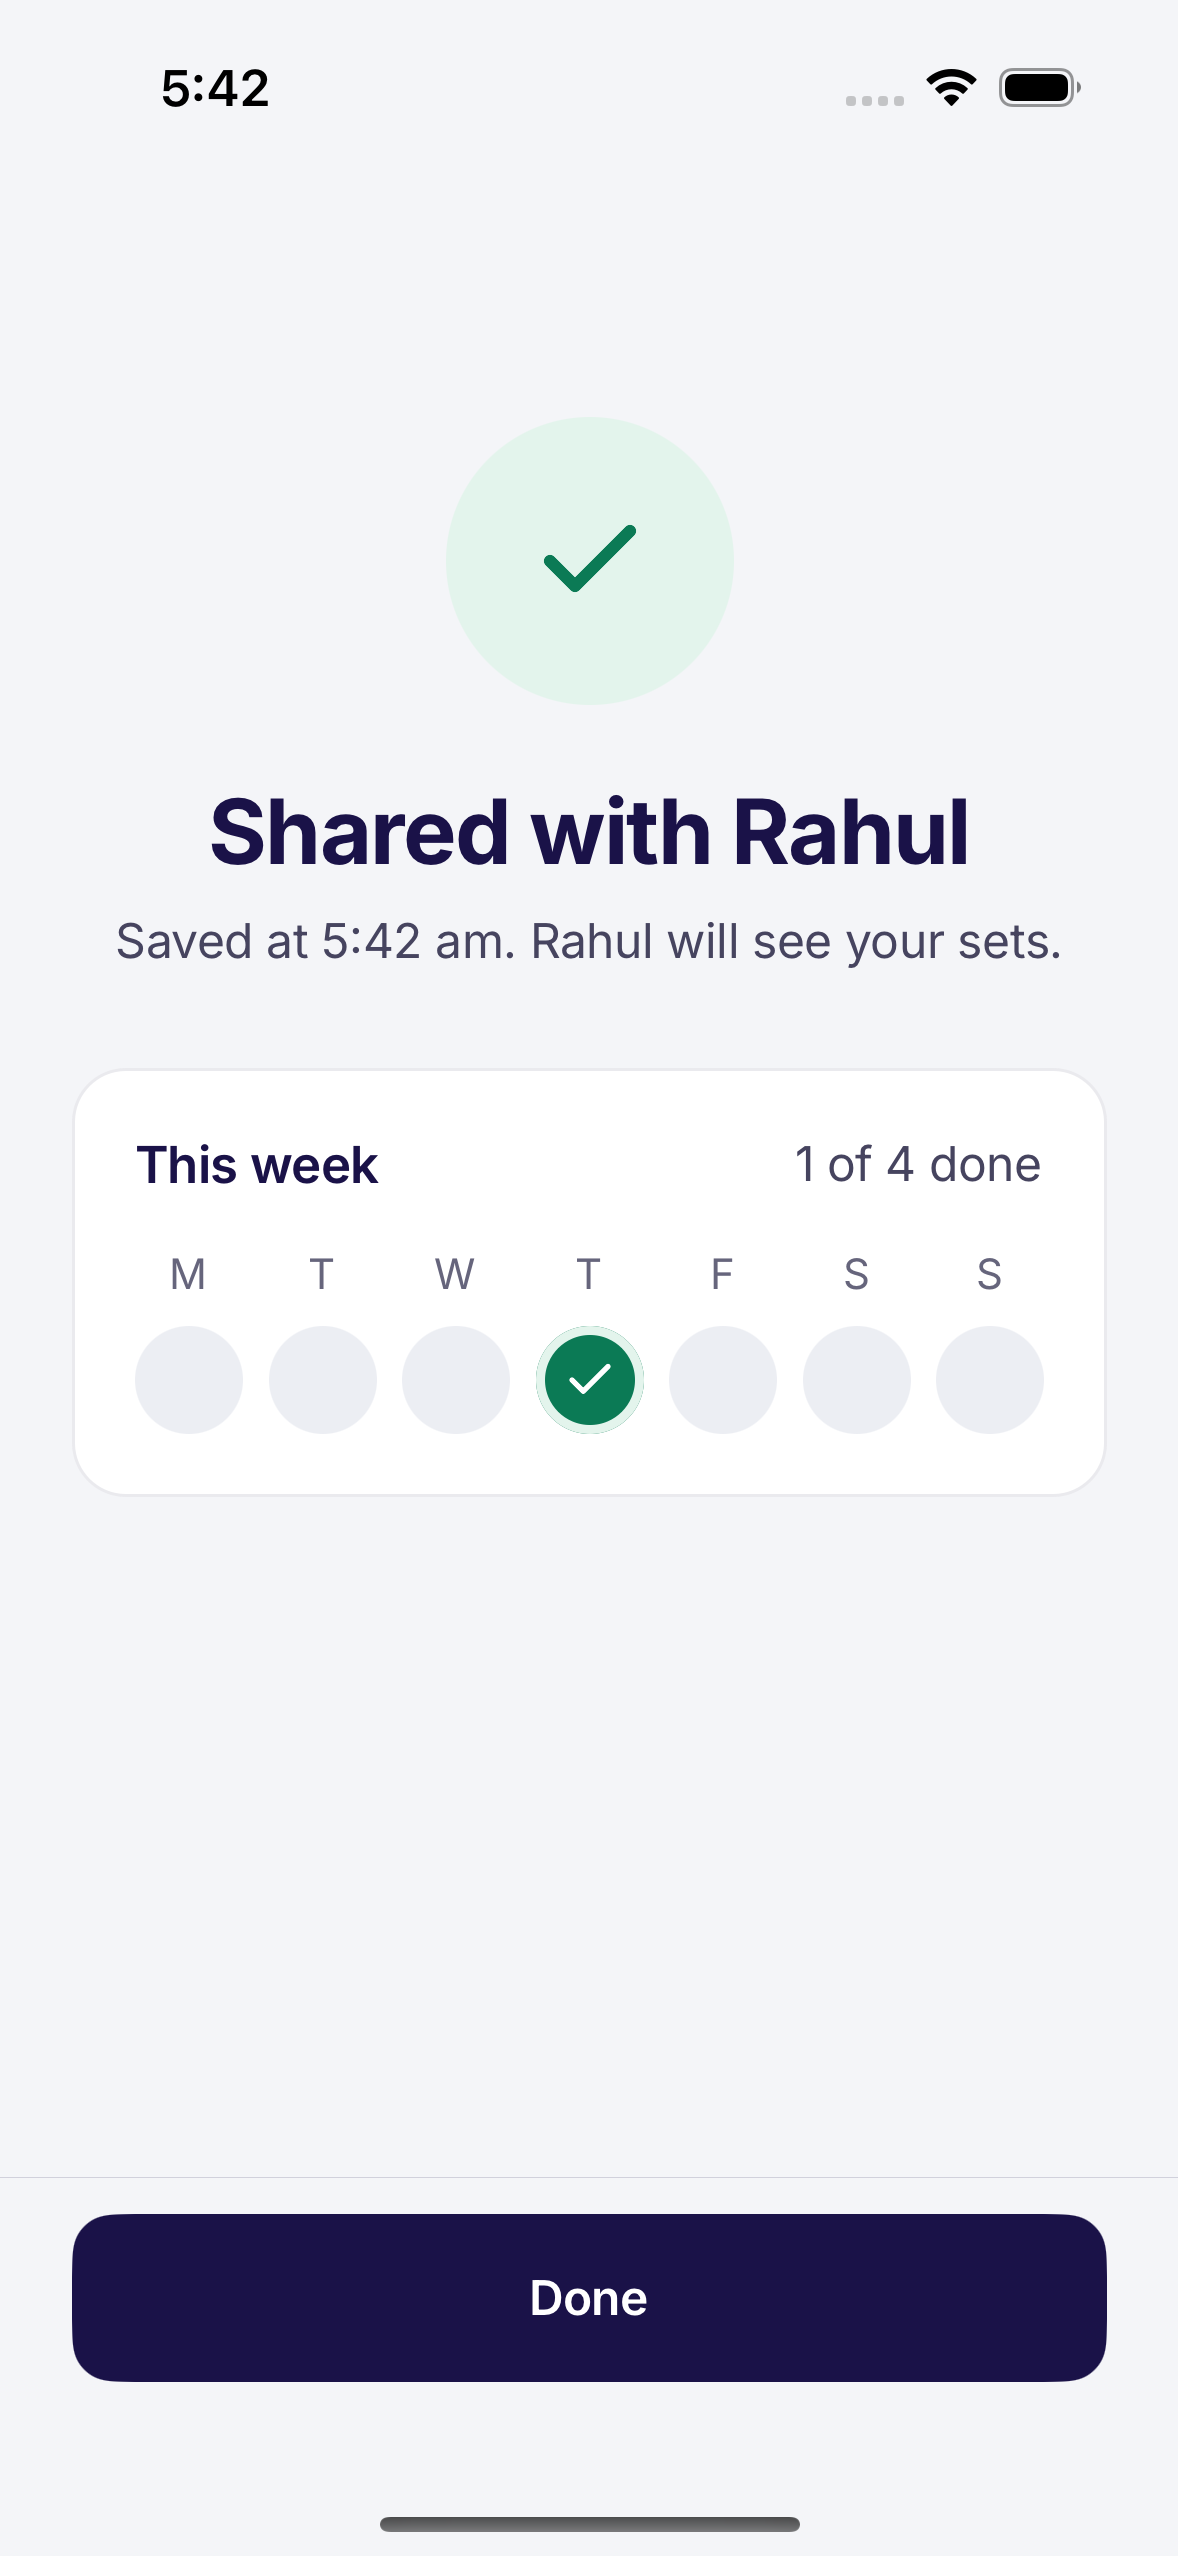 5:42
Shared with Rahul
Saved at 5:42 am. Rahul will see your sets.
This week 1 of 4 done
M T W T F S S
Done